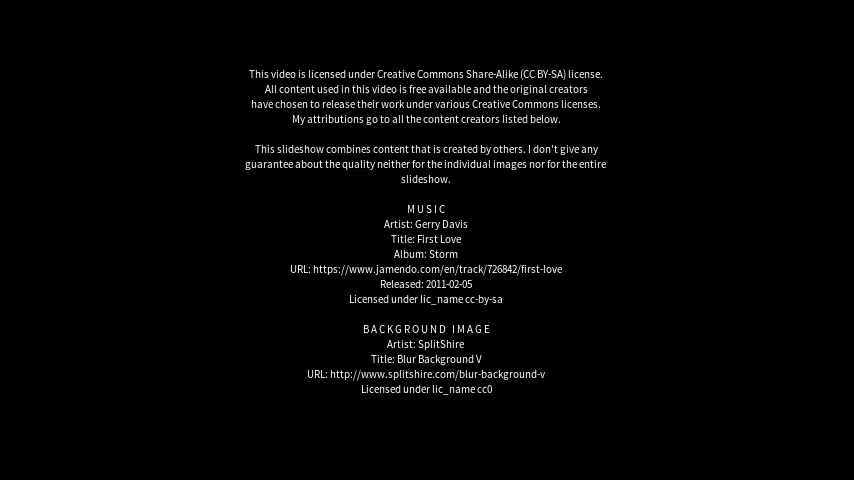 This video is licensed under Creative Commons Share-Alike (CC BY-SA) license.
All content used in this video is free available and the original creators
have chosen to release their work under various Creative Commons licenses.
My attributions go to all the content creators listed below.
This slideshow combines content that is created by others. I don't give any
guarantee about the quality neither for the individual images nor for the entire
slideshow.
MUSIC
Artist: Gerry Davis
Title: First Love
Album: Storm
URL: https://www.jamendo.com/en/track/726842/first-love
Released: 2011-02-05
Licensed under lic_name cc-by-sa
BACKGROUND IMAGE
Artist: SplitShire
Title: Blur Background V
URL: http://www.splitshire.com/blur-background-v
Licensed under lic_name cc0